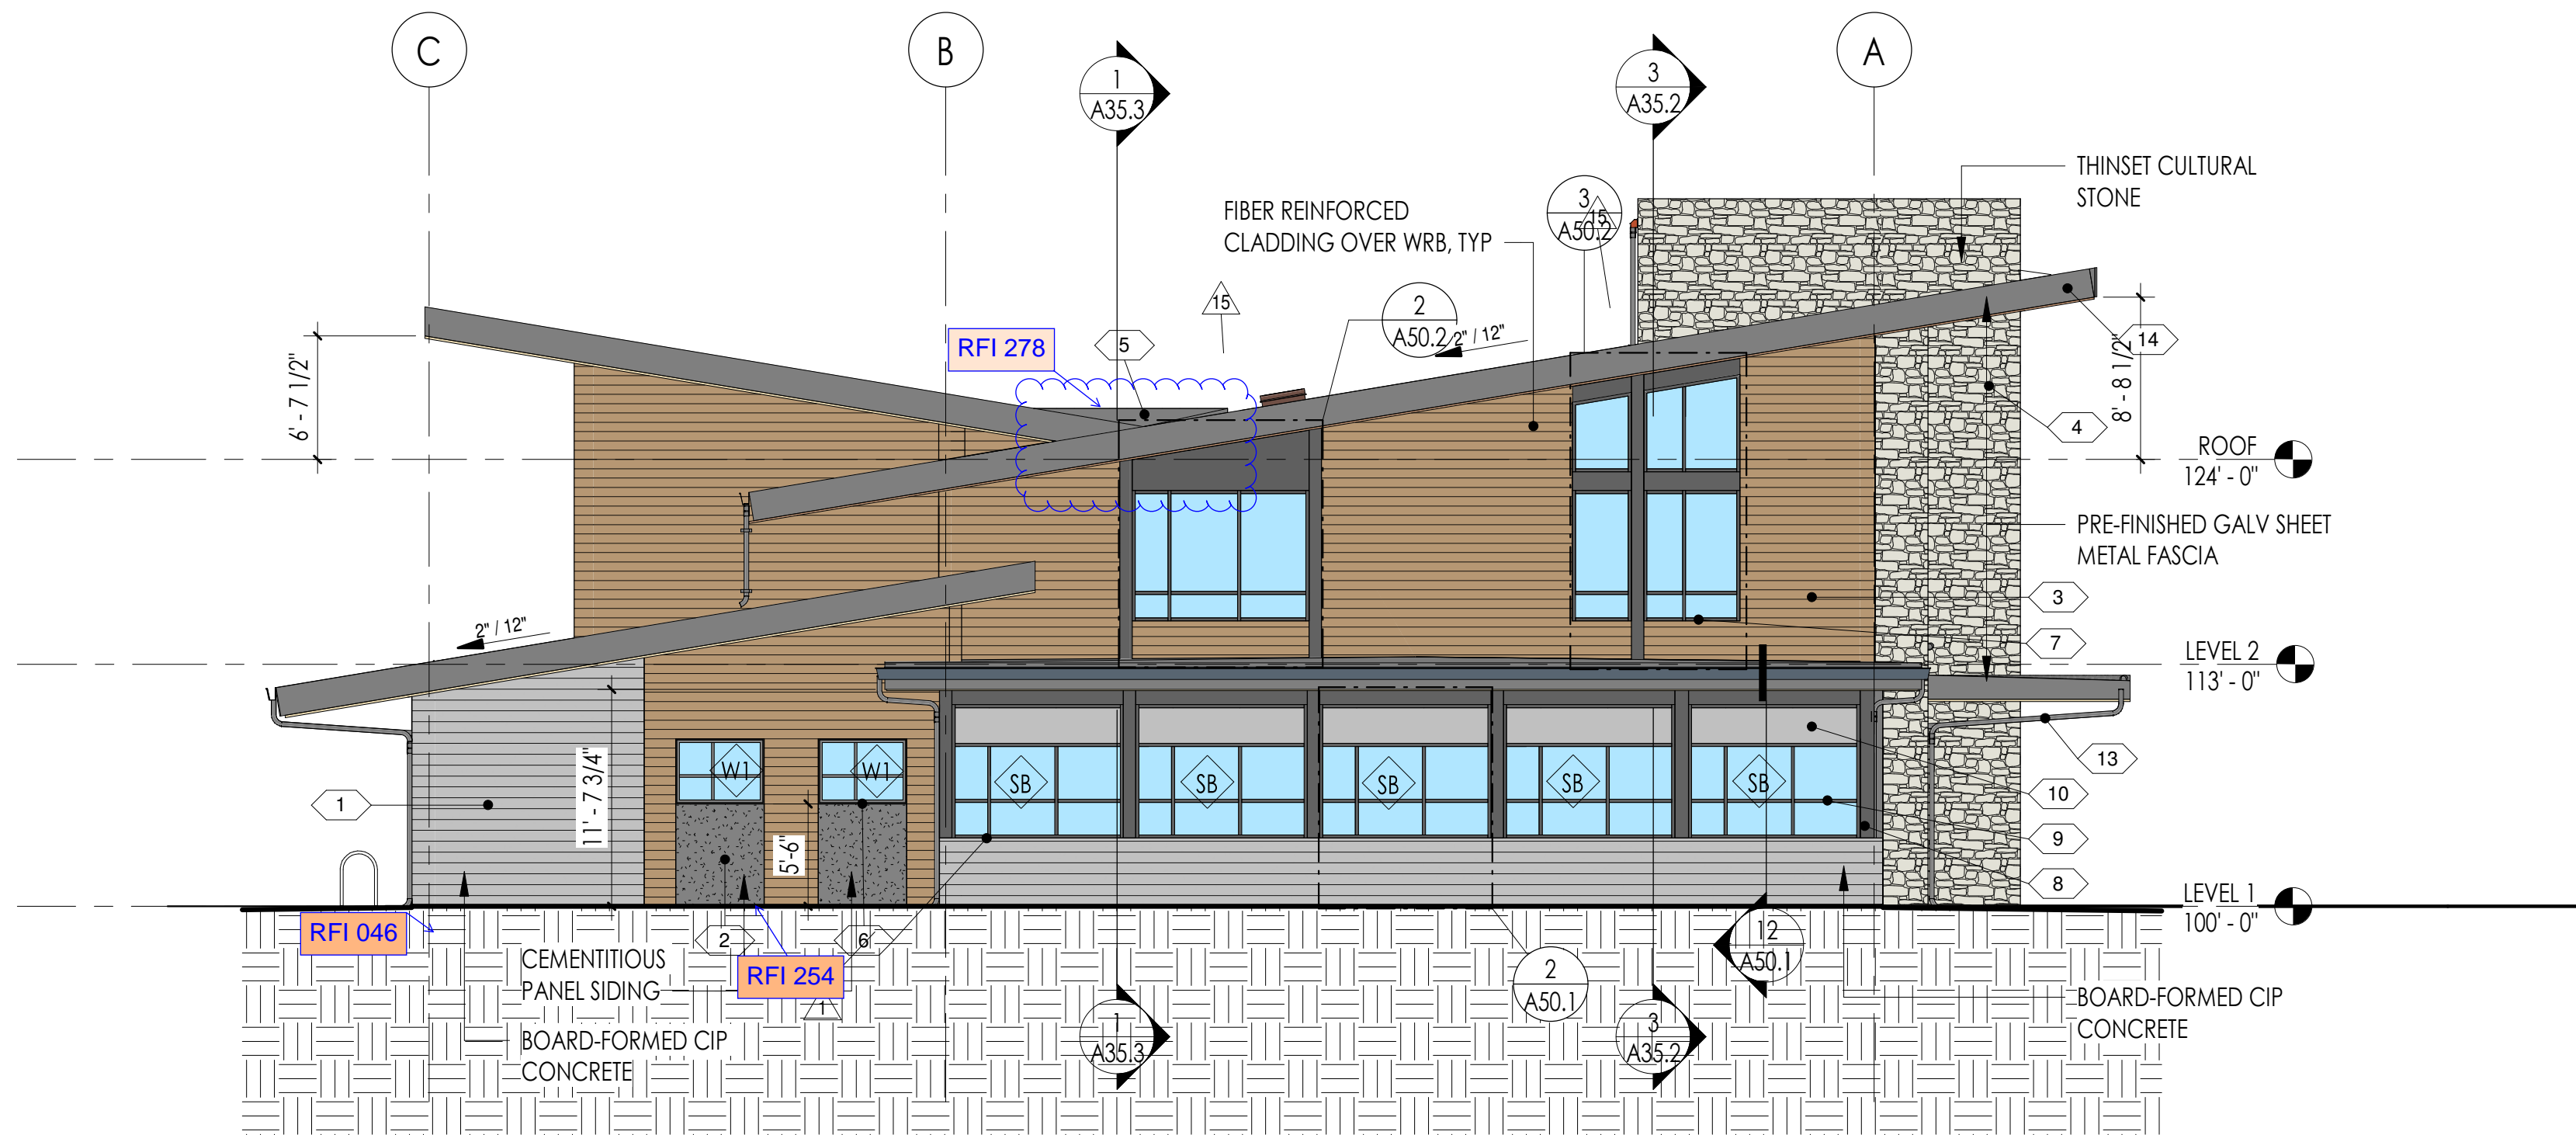 C
B
A
1
A35.3
3
A35.2
THINSET CULTURAL
STONE
FIBER REINFORCED
CLADDING OVER WRB, TYP
3
A50.2
15
15
2
A50.2
2" / 12"
RFI 278
5
14
6' - 7 1/2"
8' - 8 1/2"
4
ROOF
124' - 0"
PRE-FINISHED GALV SHEET
METAL FASCIA
3
7
2" / 12"
LEVEL 2
113' - 0"
13
W1
W1
SB
SB
SB
SB
SB
10
1
11' - 7 3/4"
5'-6"
9
8
LEVEL 1
100' - 0"
RFI 046
2
6
12
A50.1
CEMENTITIOUS
PANEL SIDING
RFI 254
1
2
A50.1
BOARD-FORMED CIP
CONCRETE
BOARD-FORMED CIP
CONCRETE
1
A35.3
3
A35.2